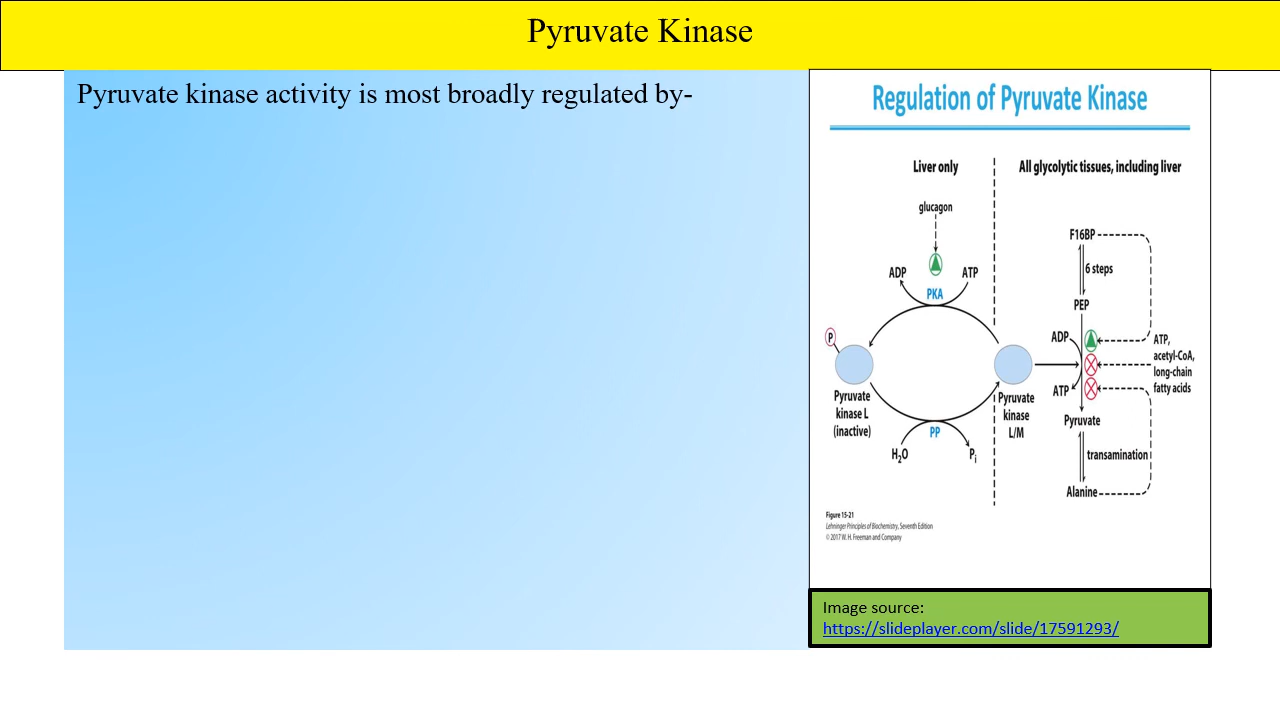 Pyruvate Kinase
Pyruvate kinase activity is most broadly regulated by-
Regulation of Pyruvate Kinase
Liver only
All glycolytic tissues, including liver
glucagon
ADP
ATP
PKA
P
Pyruvate
kinase L
(inactive)
PP
H₂O
Pᵢ
Pyruvate
kinase
L/M
F16BP
6 steps
PEP
ADP
ATP
ATP,
acetyl-CoA,
long-chain
fatty acids
Pyruvate
transamination
Alanine
Figure 15-21
Lehninger Principles of Biochemistry, Seventh Edition
© 2017 W. H. Freeman and Company
Image source:
https://slideplayer.com/slide/17591293/